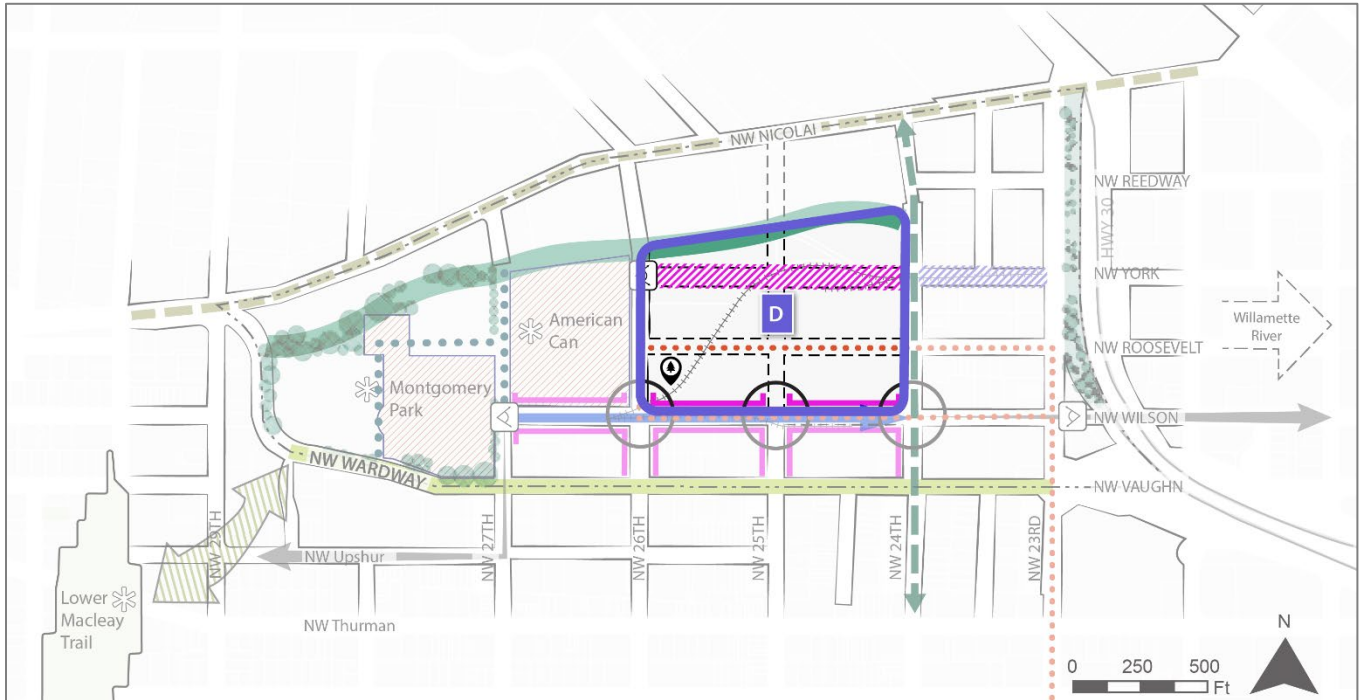 NW NICOLAI
NW REEDWAY
HWY 30
NW YORK
D
Willamette
River
American
Can
NW ROOSEVELT
Montgomery
Park
NW WILSON
NW WARDWAY
NW VAUGHN
NW 29TH
NW 27TH
NW 26TH
NW 25TH
NW 24TH
NW 23RD
NW Upshur
Lower
Macleay
Trail
NW Thurman
N
0 250 500
Ft